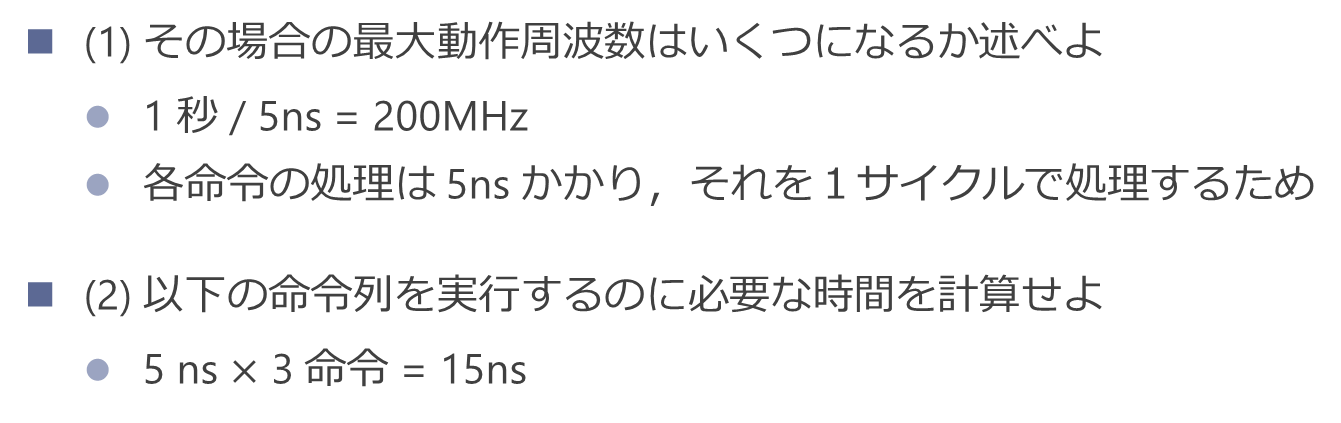 ■ (1) その場合の最大動作周波数はいくつになるか述べよ
● 1 秒 / 5ns = 200MHz
● 各命令の処理は 5ns かかり，それを 1 サイクルで処理するため
■ (2) 以下の命令列を実行するのに必要な時間を計算せよ
● 5 ns × 3 命令 = 15ns